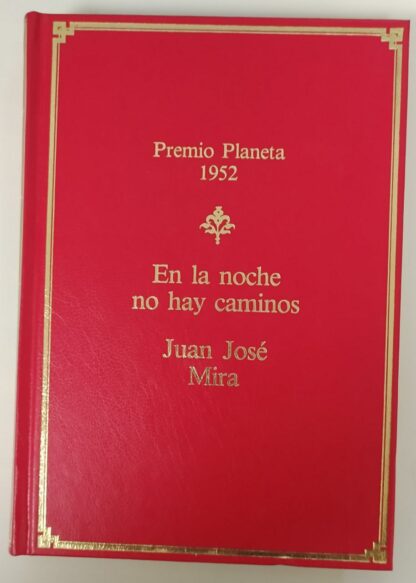 Premio Planeta
1952
En la noche
no hay caminos
Juan José
Mira